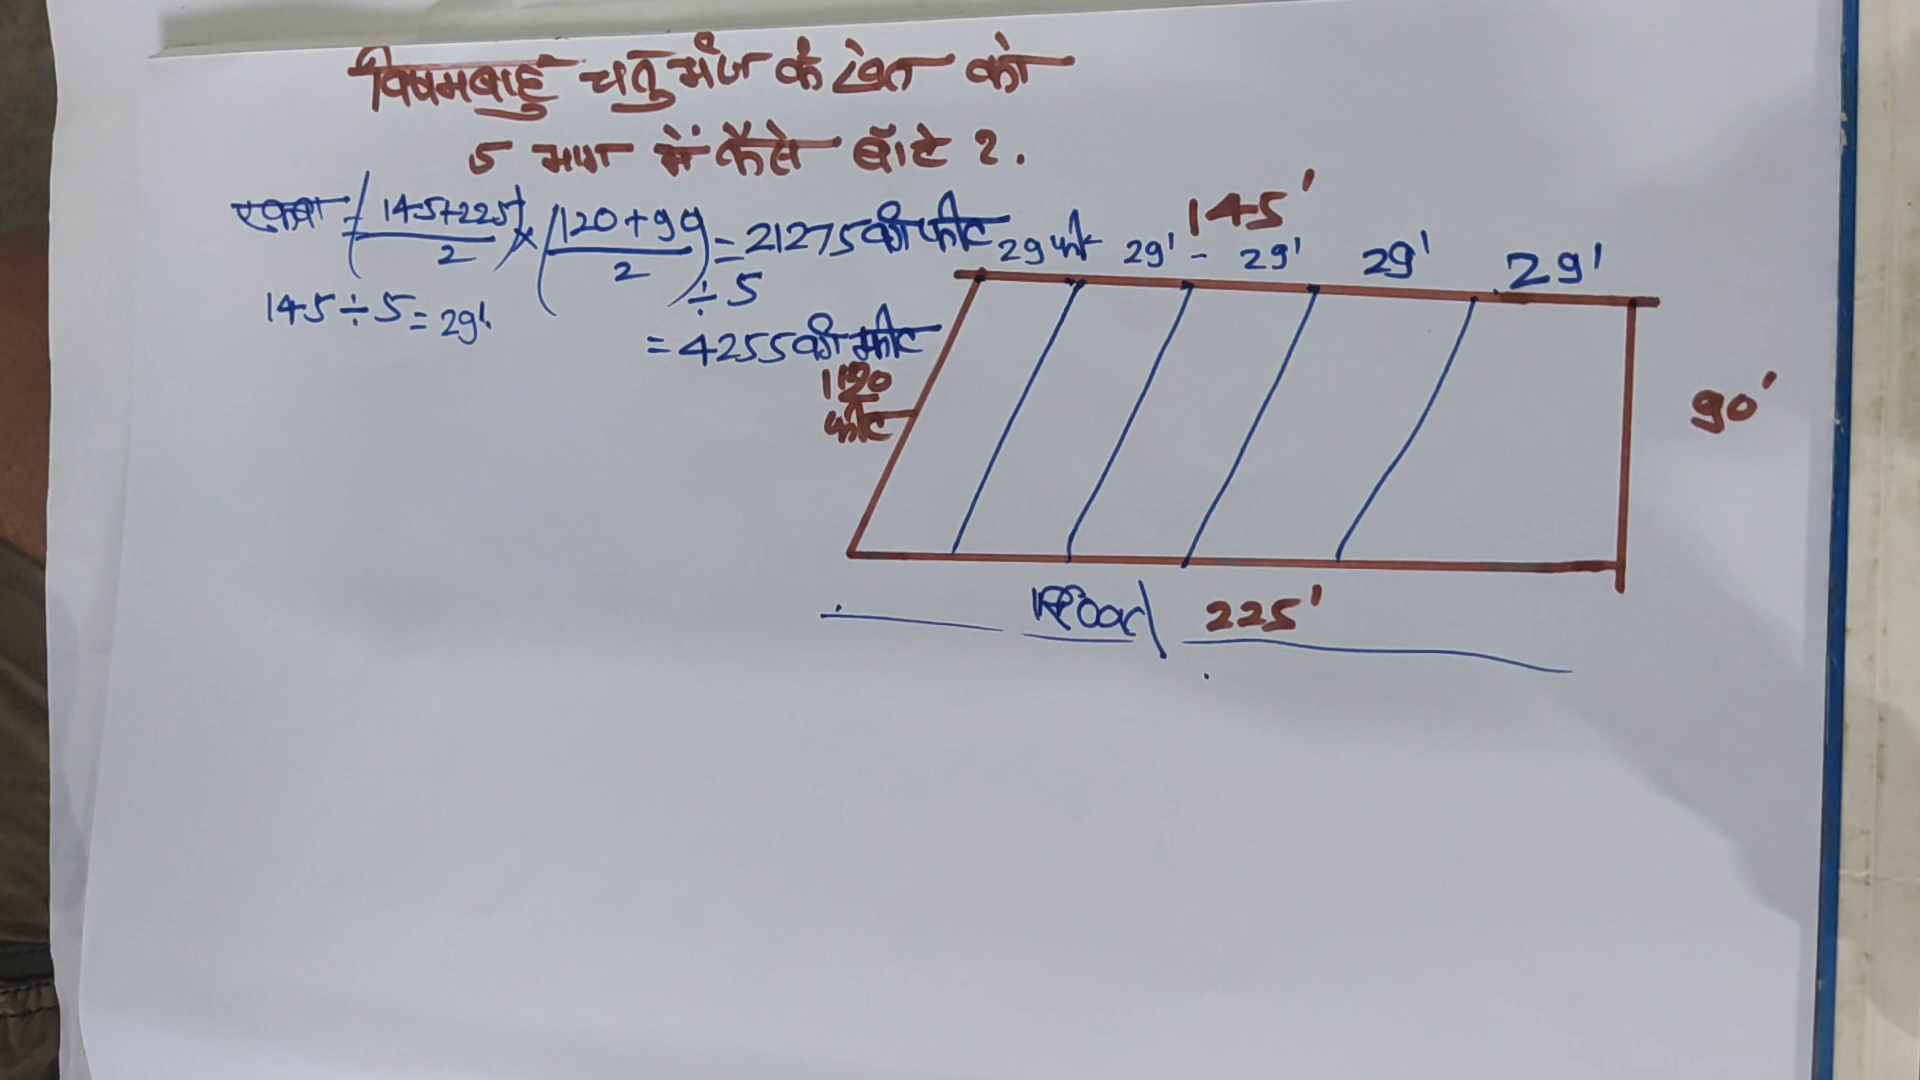 विषमबाहु चतुर्भुज के खेत को
5 भाग में कैसे बाँटे ?.
रकबा = (145+225/2) × (120+90/2) = 21275 वर्ग फीट
÷ 5
145 ÷ 5 = 29'
= 4255 वर्ग फीट
145'
29 फीट 29' - 29' 29' 29'
120 फीट
90'
Road 225'